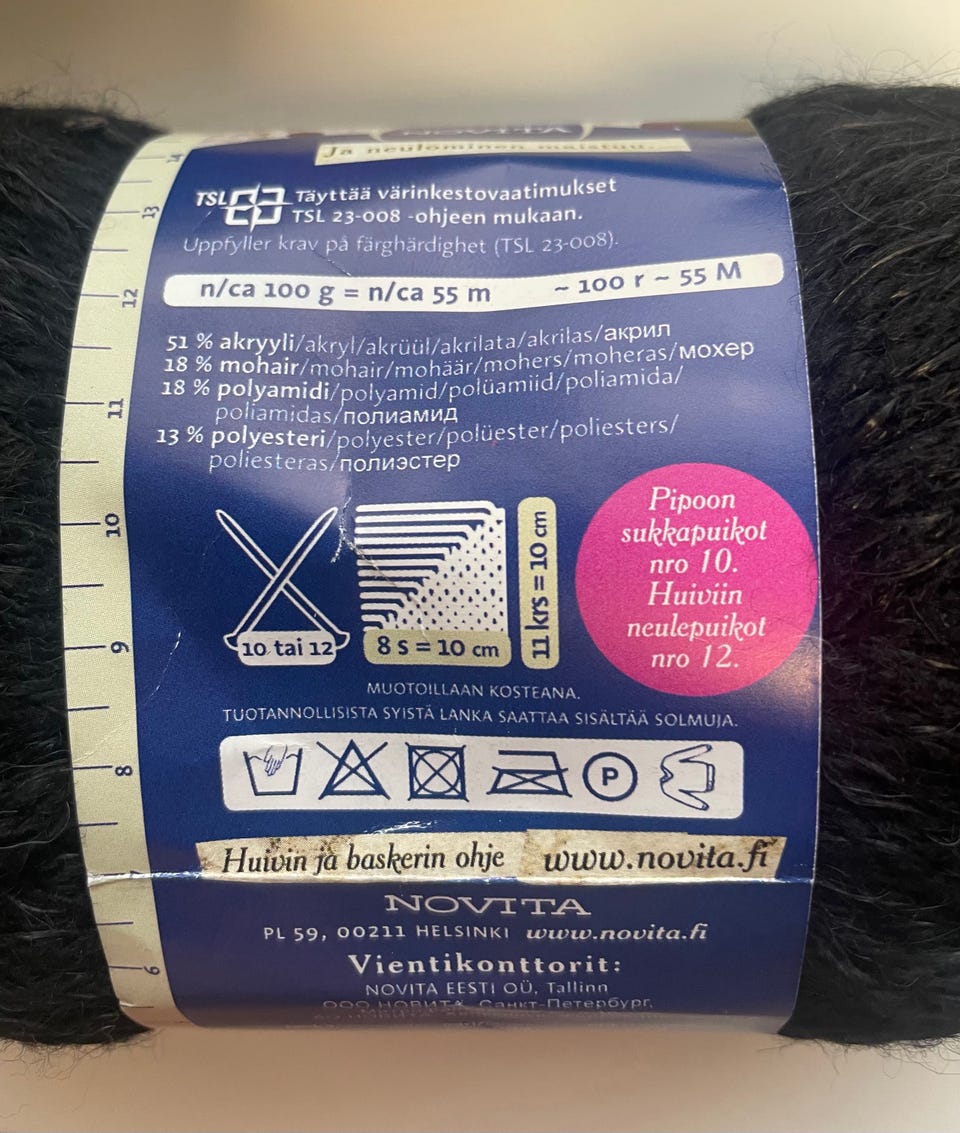 NOVITA
Ja neulominen maistuu.
14
TSL Täyttää värinkestovaatimukset
TSL 23-008 -ohjeen mukaan.
Uppfyller krav på färghärdighet (TSL 23-008).
13
n/ca 100 g = n/ca 55 m ~ 100 г ~ 55 М
12
51 % akryyli/akryl/akrüül/akrilata/akrilas/акрил
18 % mohair/mohair/mohäär/mohers/moheras/мохер
18 % polyamidi/polyamid/polüamiid/poliamida/
poliamidas/полиамид
11
13 % polyesteri/polyester/polüester/poliesters/
poliesteras/полиэстер
10
10 tai 12
8 s = 10 cm
11 krs = 10 cm
Pipoon
sukkapuikot
nro 10.
Huiviin
neulepuikot
nro 12.
9
MUOTOILLAAN KOSTEANA.
TUOTANNOLLISISTA SYISTÄ LANKA SAATTAA SISÄLTÄÄ SOLMUJA.
8
P
Huivin ja baskerin ohje www.novita.fi
7
NOVITA
PL 59, 00211 HELSINKI www.novita.fi
Vientikonttorit:
6
NOVITA EESTI OÜ, Tallinn
ООО НОВИТА, Санкт-Петербург,